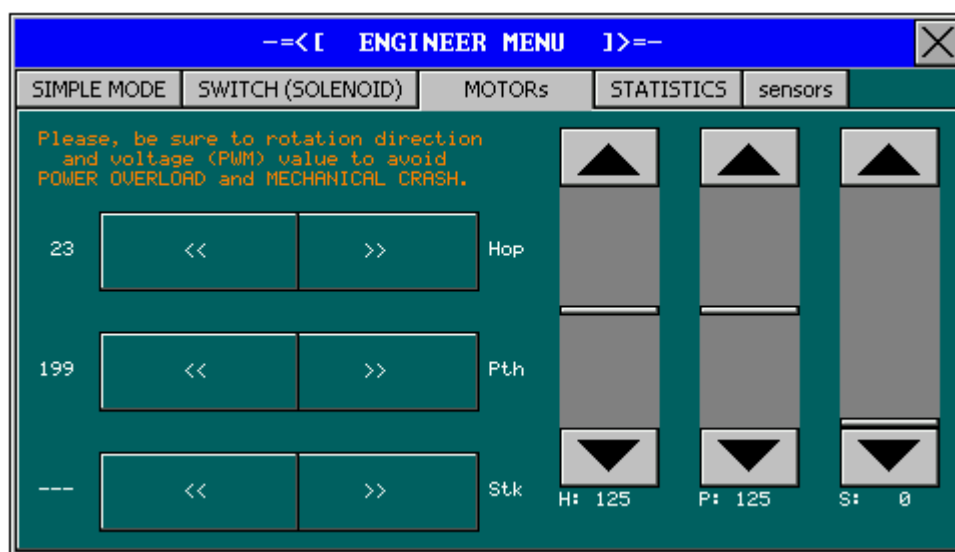 -=<[ ENGINEER MENU ]>=-
SIMPLE MODE SWITCH (SOLENOID) MOTORs STATISTICS sensors
Please, be sure to rotation direction
and voltage (PWM) value to avoid
POWER OVERLOAD and MECHANICAL CRASH.
23 << >> Hop
199 << >> Pth
--- << >> Stk
H: 125 P: 125 S: 0